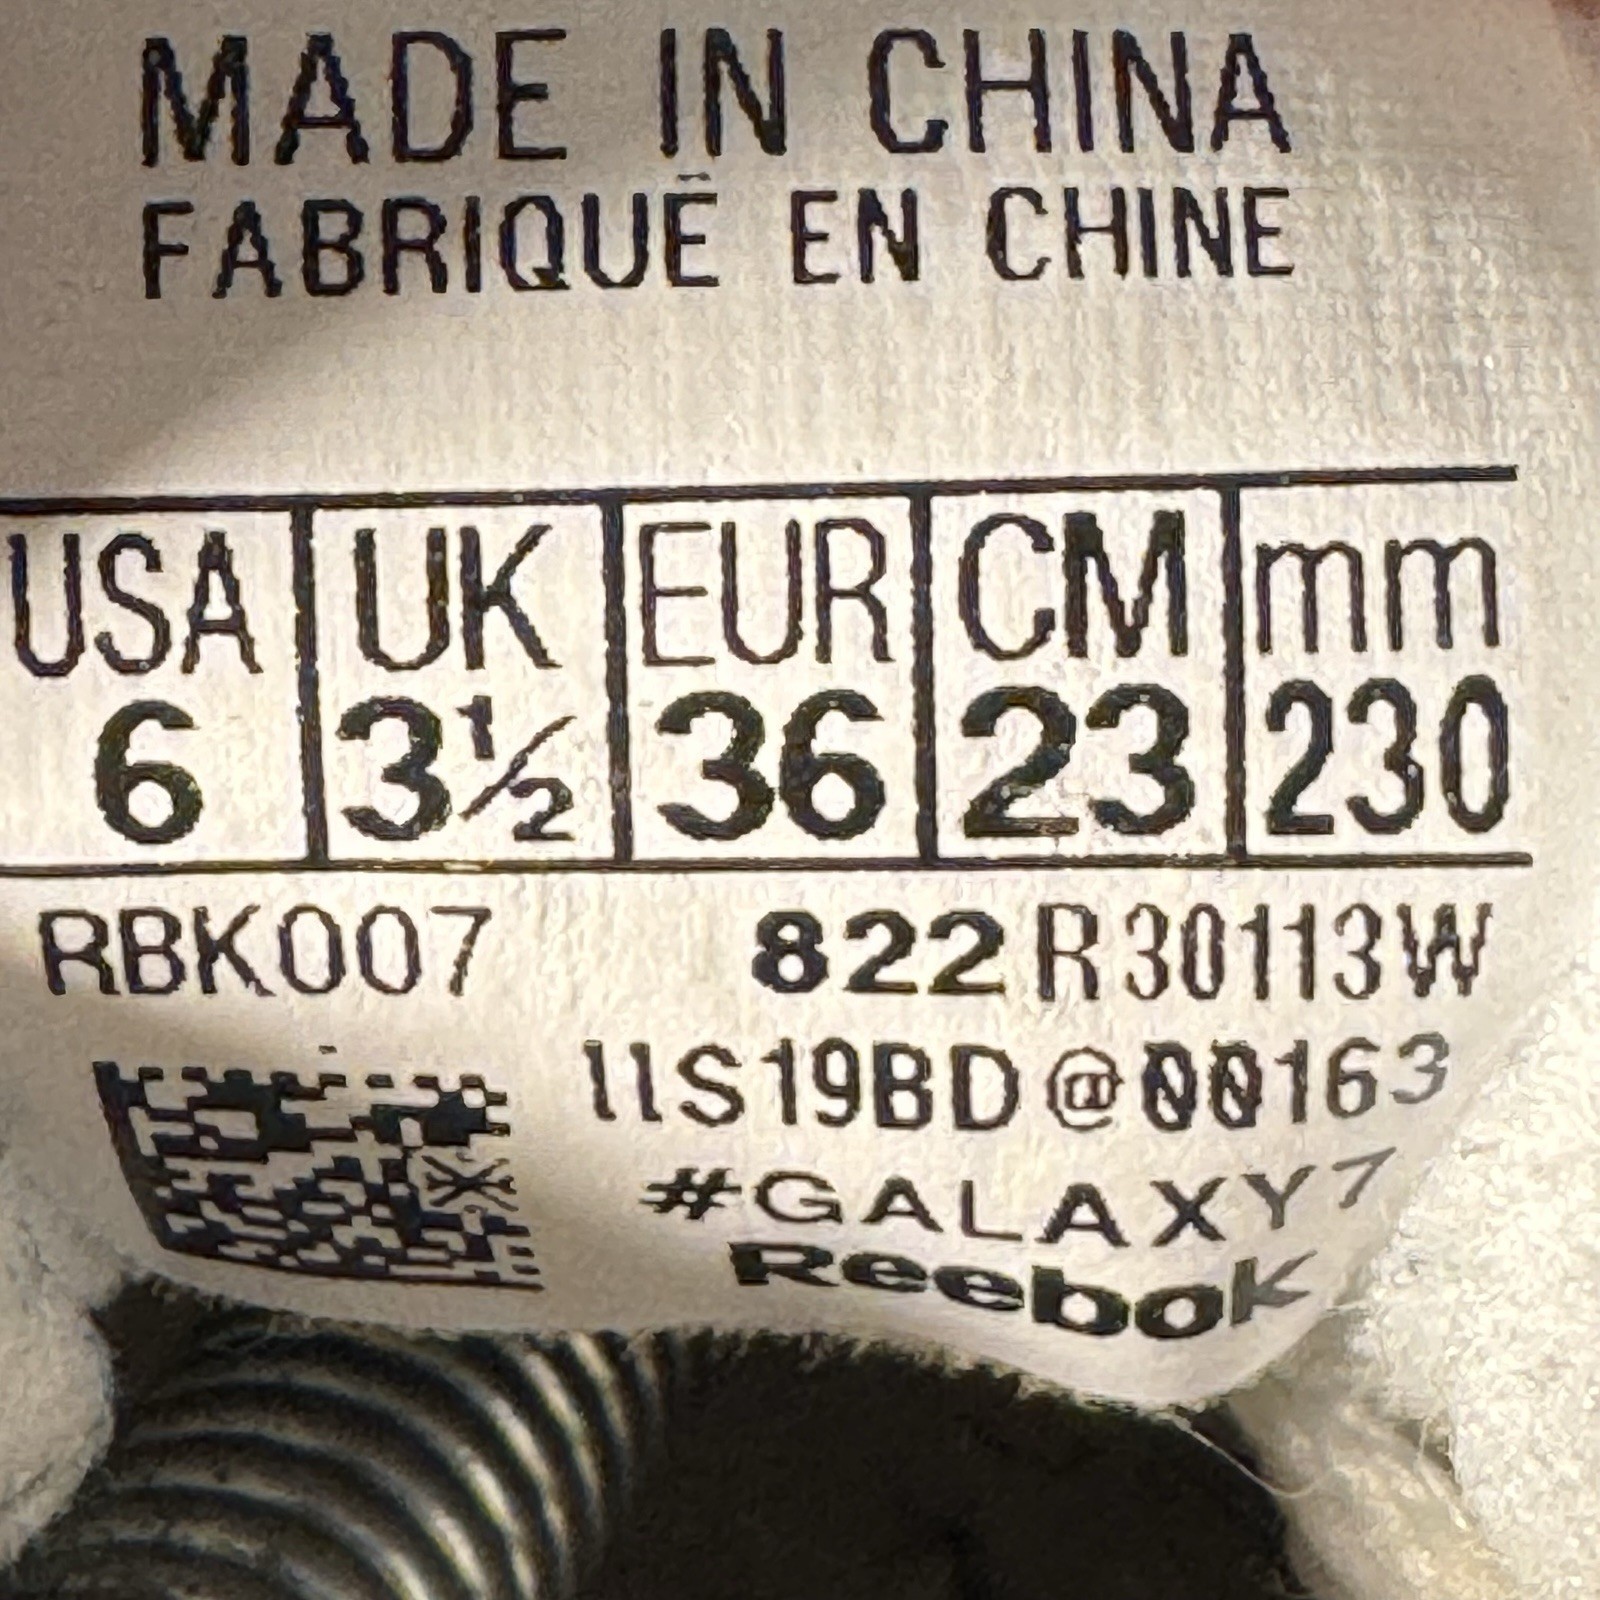 MADE IN CHINA
FABRIQUÉ EN CHINE
USA UK EUR CM mm
6 3½ 36 23 230
RBK007 822 R30113W
11S19BD@00163
#GALAXY7
Reebok